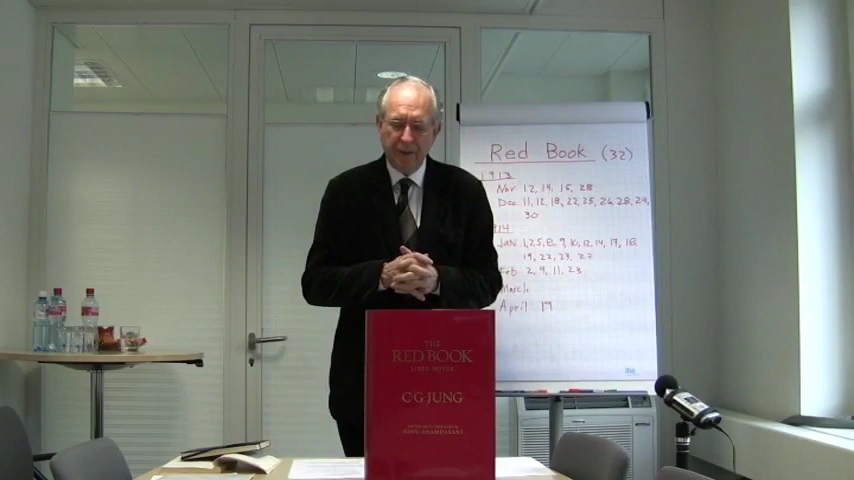 Red Book (32)
1913
Nov 12, 14, 15, 28
Dec 11, 12, 18, 22, 25, 26, 28, 29,
30
914
Jan 1, 2, 5, 8, 9, 10, 12, 14, 17, 18
19, 22, 23, 27
Feb 2, 9, 11, 23
March
April 19
THE
RED BOOK
LIBER NOVUS
C·G·JUNG
SONU SHAMDASANI